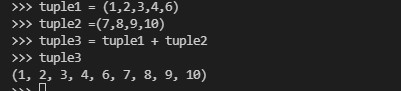 >>> tuple1 = (1,2,3,4,6)
>>> tuple2 =(7,8,9,10)
>>> tuple3 = tuple1 + tuple2
>>> tuple3
(1, 2, 3, 4, 6, 7, 8, 9, 10)
>>>